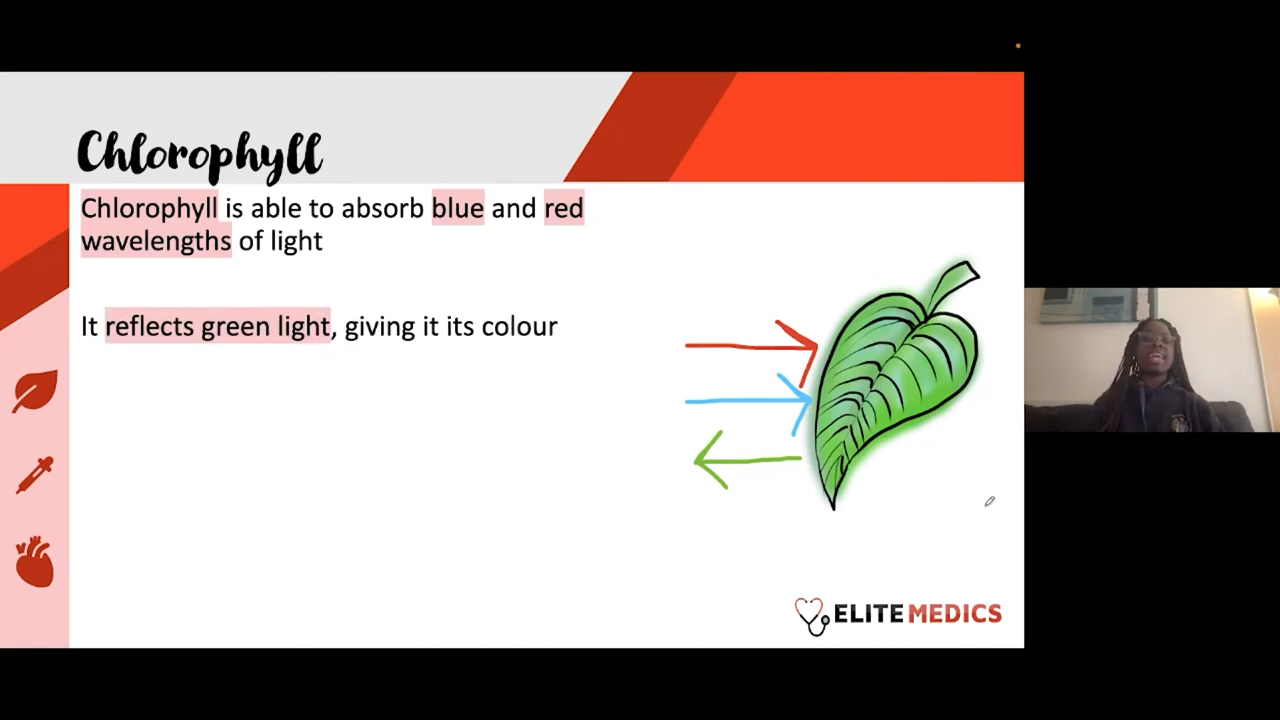 Chlorophyll
Chlorophyll is able to absorb blue and red
wavelengths of light
It reflects green light, giving it its colour
ELITE MEDICS